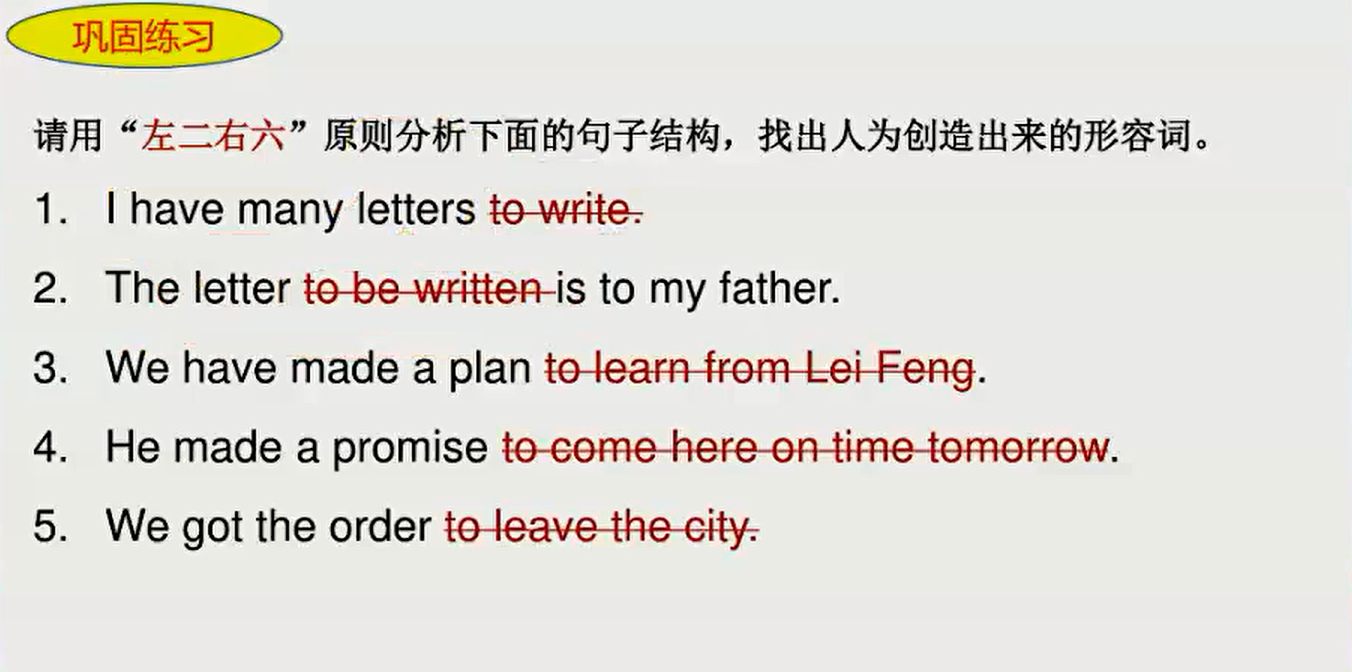 巩固练习
请用“左二右六”原则分析下面的句子结构，找出人为创造出来的形容词。
1. I have many letters to write.
2. The letter to be written is to my father.
3. We have made a plan to learn from Lei Feng.
4. He made a promise to come here on time tomorrow.
5. We got the order to leave the city.